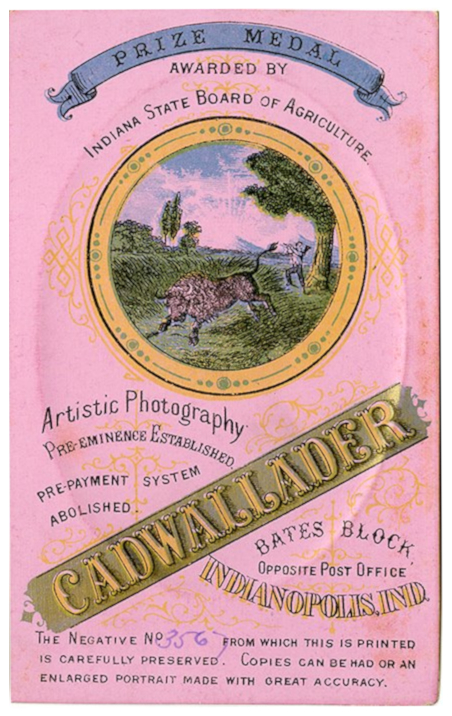 PRIZE MEDAL
AWARDED BY
INDIANA STATE BOARD OF AGRICULTURE.
Artistic Photography
PRE-EMINENCE ESTABLISHED.
PRE-PAYMENT SYSTEM
ABOLISHED.
CADWALLADER
BATES BLOCK,
OPPOSITE POST OFFICE
INDIANOPOLIS, IND.
THE NEGATIVE Nº 3567 FROM WHICH THIS IS PRINTED
IS CAREFULLY PRESERVED. COPIES CAN BE HAD OR AN
ENLARGED PORTRAIT MADE WITH GREAT ACCURACY.